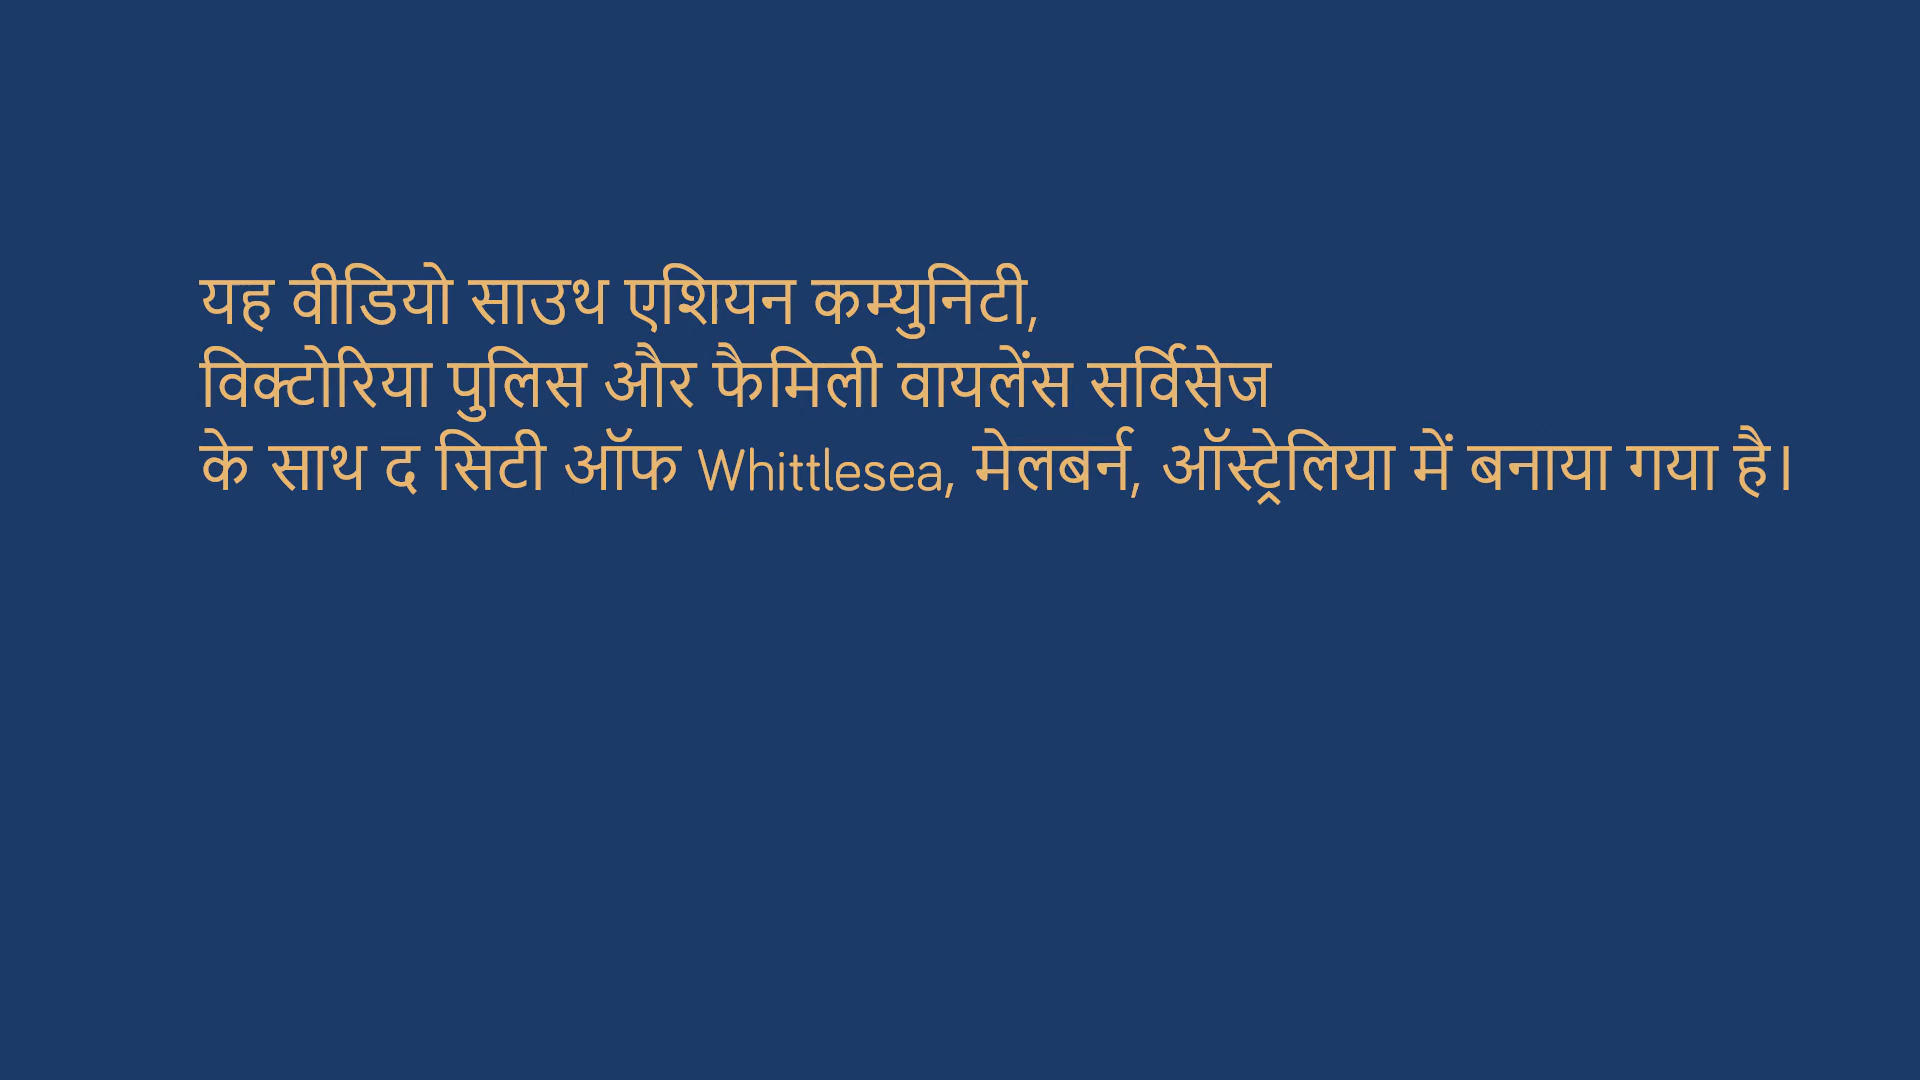 यह वीडियो साउथ एशियन कम्युनिटी,
विक्टोरिया पुलिस और फैमिली वायलेंस सर्विसेज
के साथ द सिटी ऑफ Whittlesea, मेलबर्न, ऑस्ट्रेलिया में बनाया गया है।